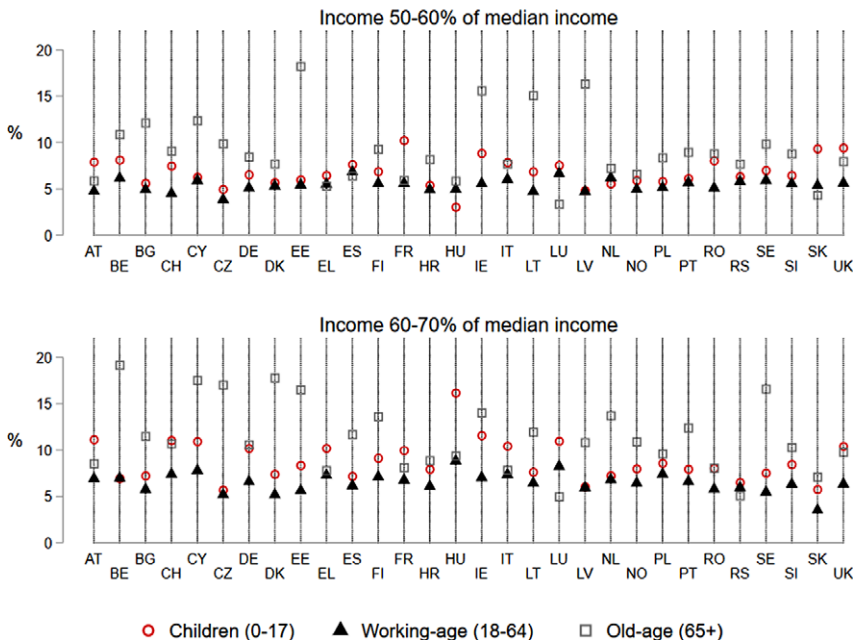 Income 50-60% of median income
20
15
%
10
5
0
AT BE BG CH CY CZ DE DK EE EL ES FI FR HR HU IE IT LT LU LV NL NO PL PT RO RS SE SI SK UK
Income 60-70% of median income
20
15
%
10
5
0
AT BE BG CH CY CZ DE DK EE EL ES FI FR HR HU IE IT LT LU LV NL NO PL PT RO RS SE SI SK UK
Children (0-17) Working-age (18-64) Old-age (65+)